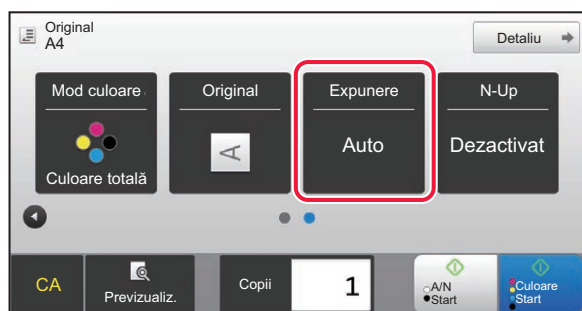 Original
A4
Detaliu
Mod culoare
Original
Expunere
N-Up
A
Auto
Dezactivat
Culoare totală
CA
Previzualiz.
Copii
1
A/N
Start
Culoare
Start